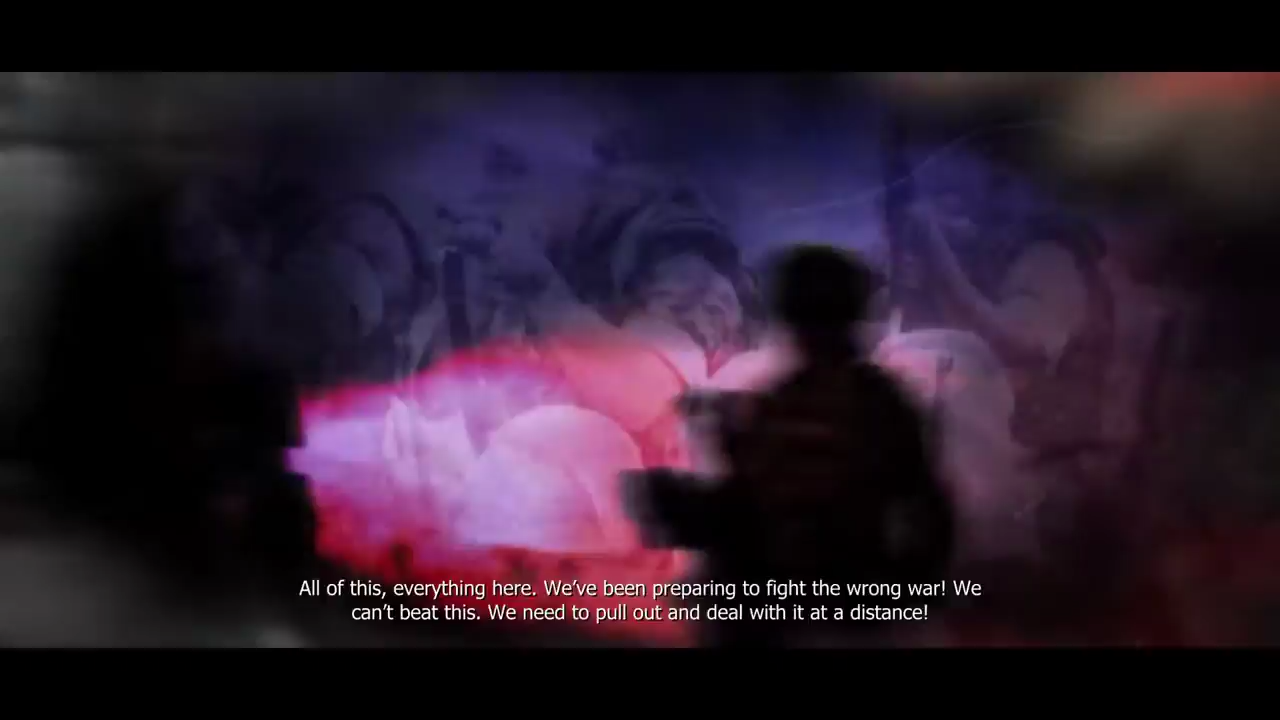 All of this, everything here. We've been preparing to fight the wrong war! We
can't beat this. We need to pull out and deal with it at a distance!